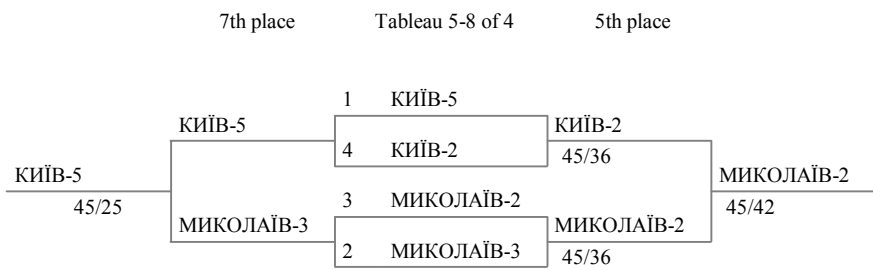 7th place Tableau 5-8 of 4 5th place
1 КИЇВ-5
КИЇВ-5 КИЇВ-2
4 КИЇВ-2 45/36
КИЇВ-5 МИКОЛАЇВ-2
45/25 3 МИКОЛАЇВ-2 45/42
МИКОЛАЇВ-3 МИКОЛАЇВ-2
2 МИКОЛАЇВ-3 45/36